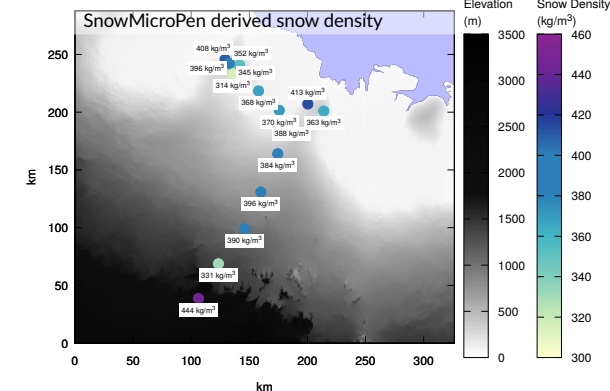 SnowMicroPen derived snow density
Elevation
(m)
Snow Density
(kg/m³)
408 kg/m³
352 kg/m³
396 kg/m³
345 kg/m³
314 kg/m³
368 kg/m³
413 kg/m³
370 kg/m³
363 kg/m³
388 kg/m³
384 kg/m³
396 kg/m³
390 kg/m³
331 kg/m³
444 kg/m³
km
250
200
150
100
50
0
0
50
100
150
200
250
300
km
3500
3000
2500
2000
1500
1000
500
0
460
440
420
400
380
360
340
320
300